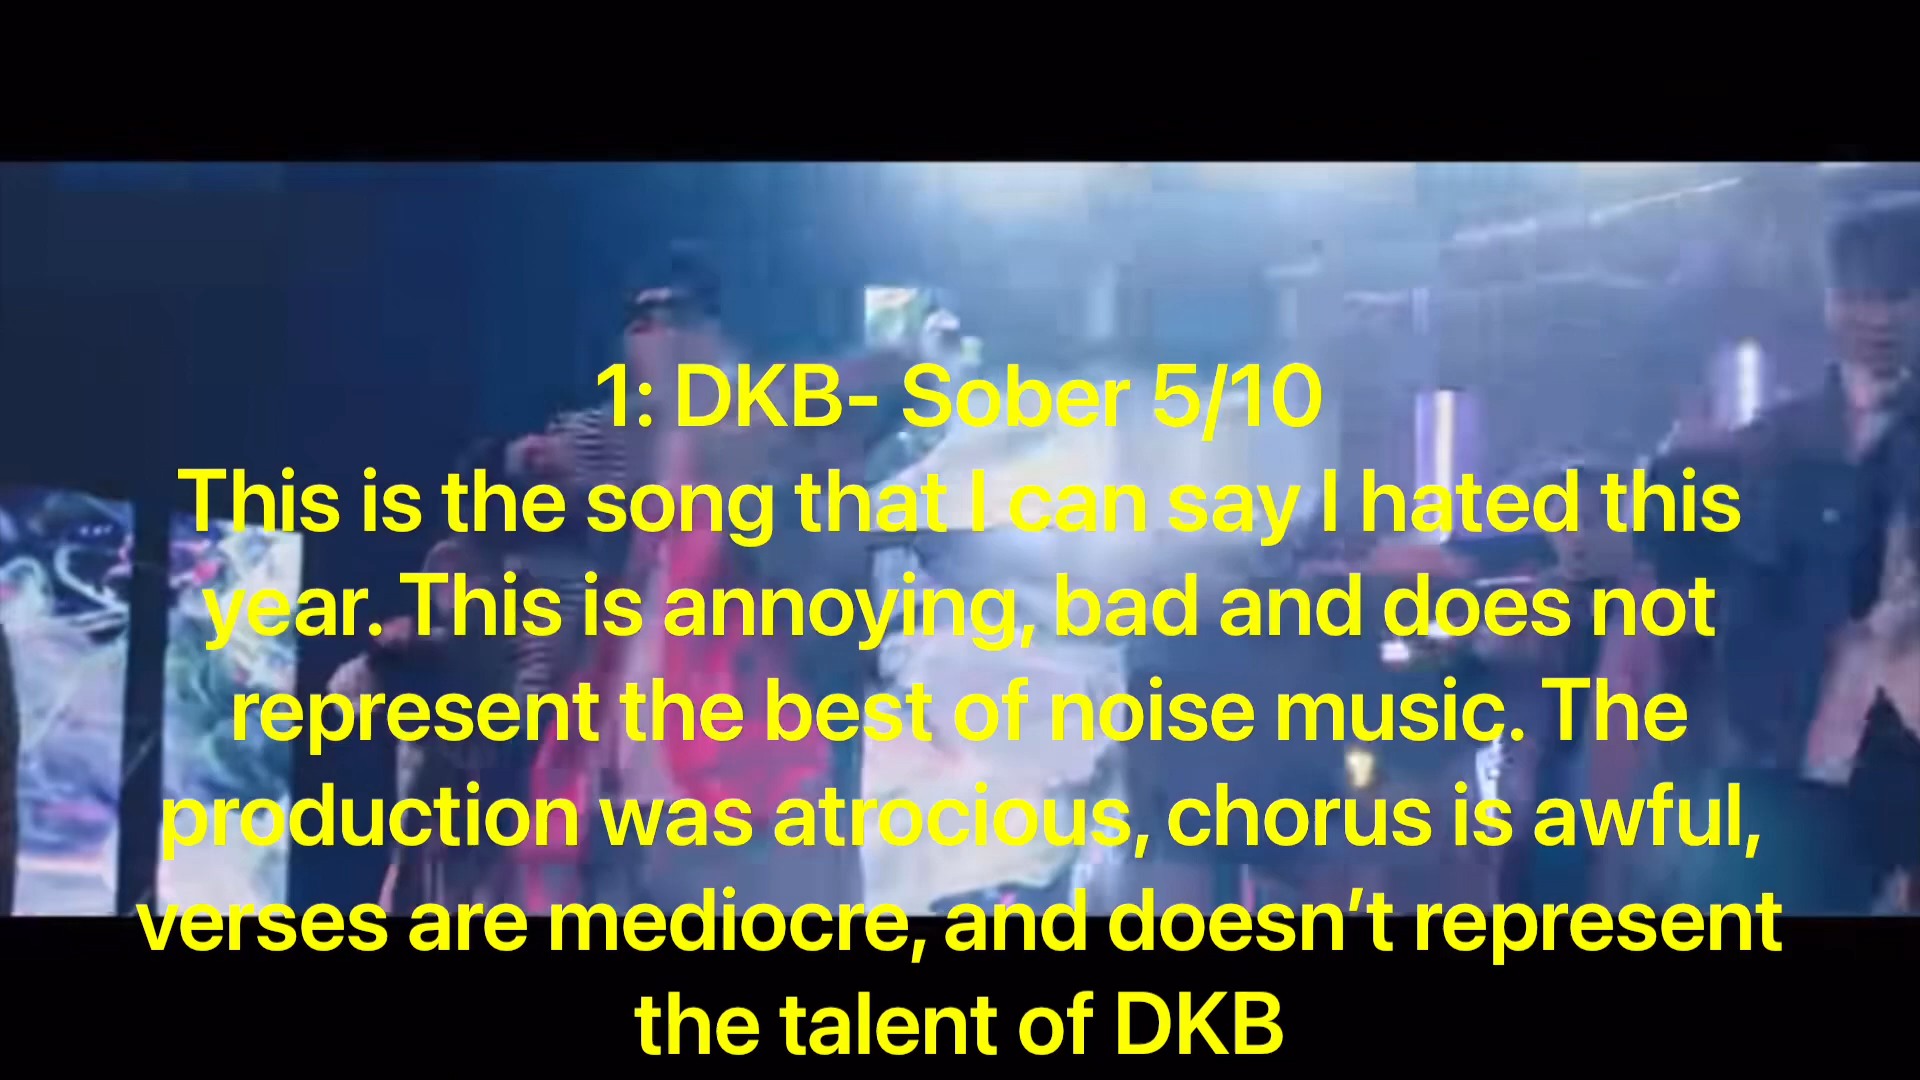 1: DKB- Sober 5/10
This is the song that I can say I hated this
year. This is annoying, bad and does not
represent the best of noise music. The
production was atrocious, chorus is awful,
verses are mediocre, and doesn’t represent
the talent of DKB